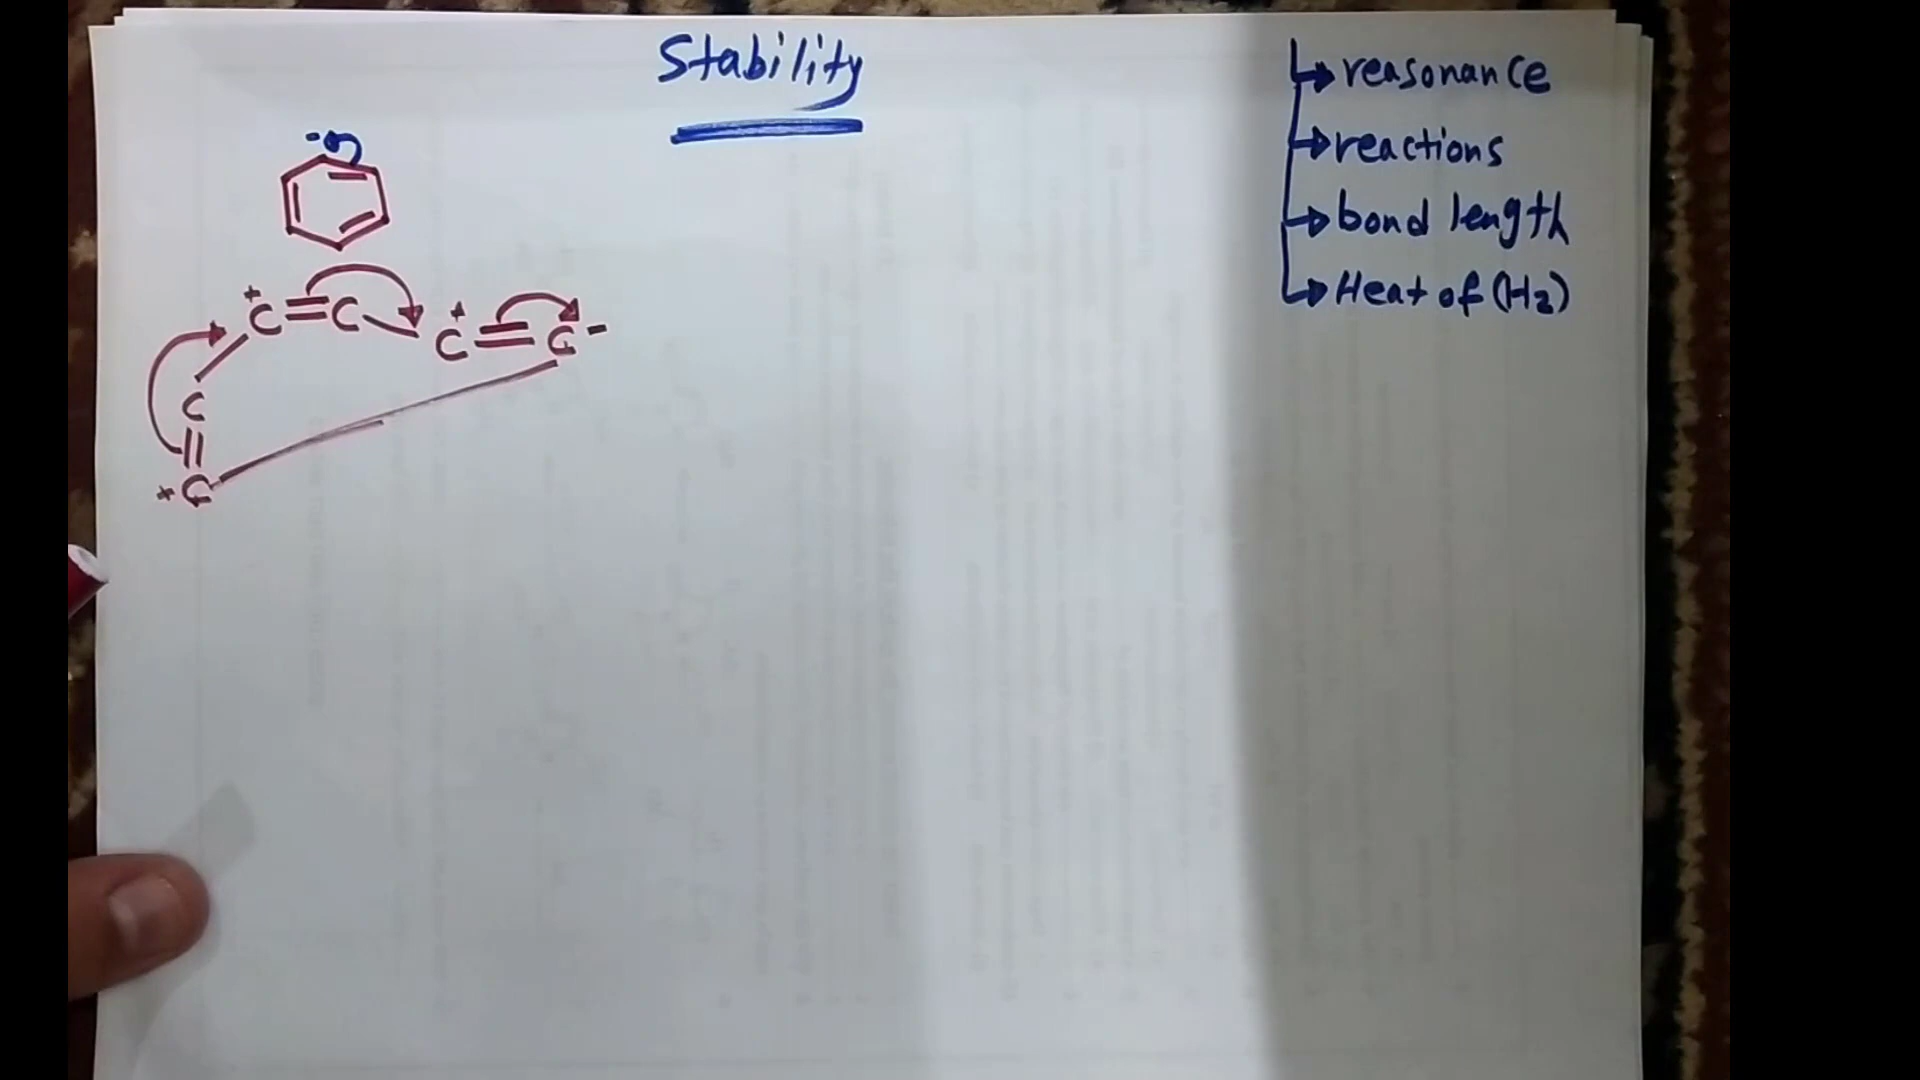 Stability
reasonance
reactions
bond length
Heat of (H2)
+ C = C
+ C = C -
C
||
+ C